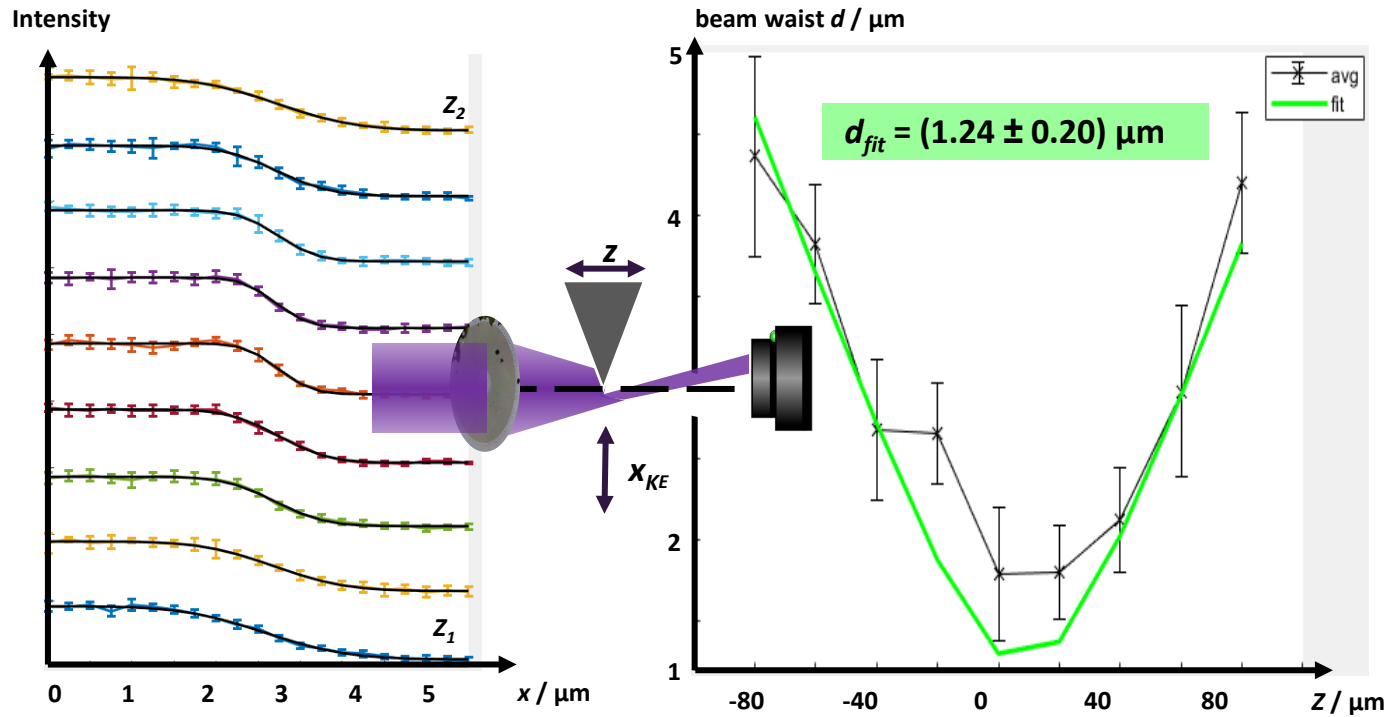 Intensity
Z2
Z1
0 1 2 3 4 5 x / µm
z
xKE
beam waist d / µm
5
4
2
1
avg
fit
dfit = (1.24 ± 0.20) µm
-80 -40 0 40 80 Z / µm